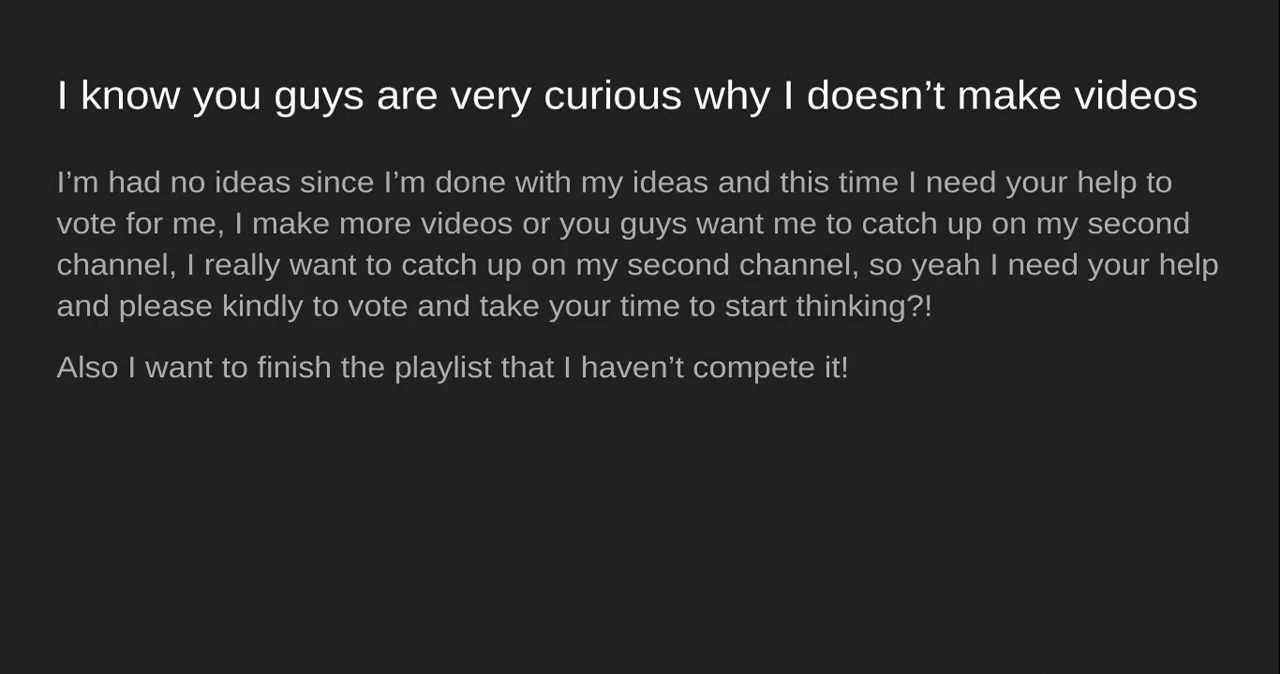 I know you guys are very curious why I doesn’t make videos
I’m had no ideas since I’m done with my ideas and this time I need your help to
vote for me, I make more videos or you guys want me to catch up on my second
channel, I really want to catch up on my second channel, so yeah I need your help
and please kindly to vote and take your time to start thinking?!
Also I want to finish the playlist that I haven’t compete it!